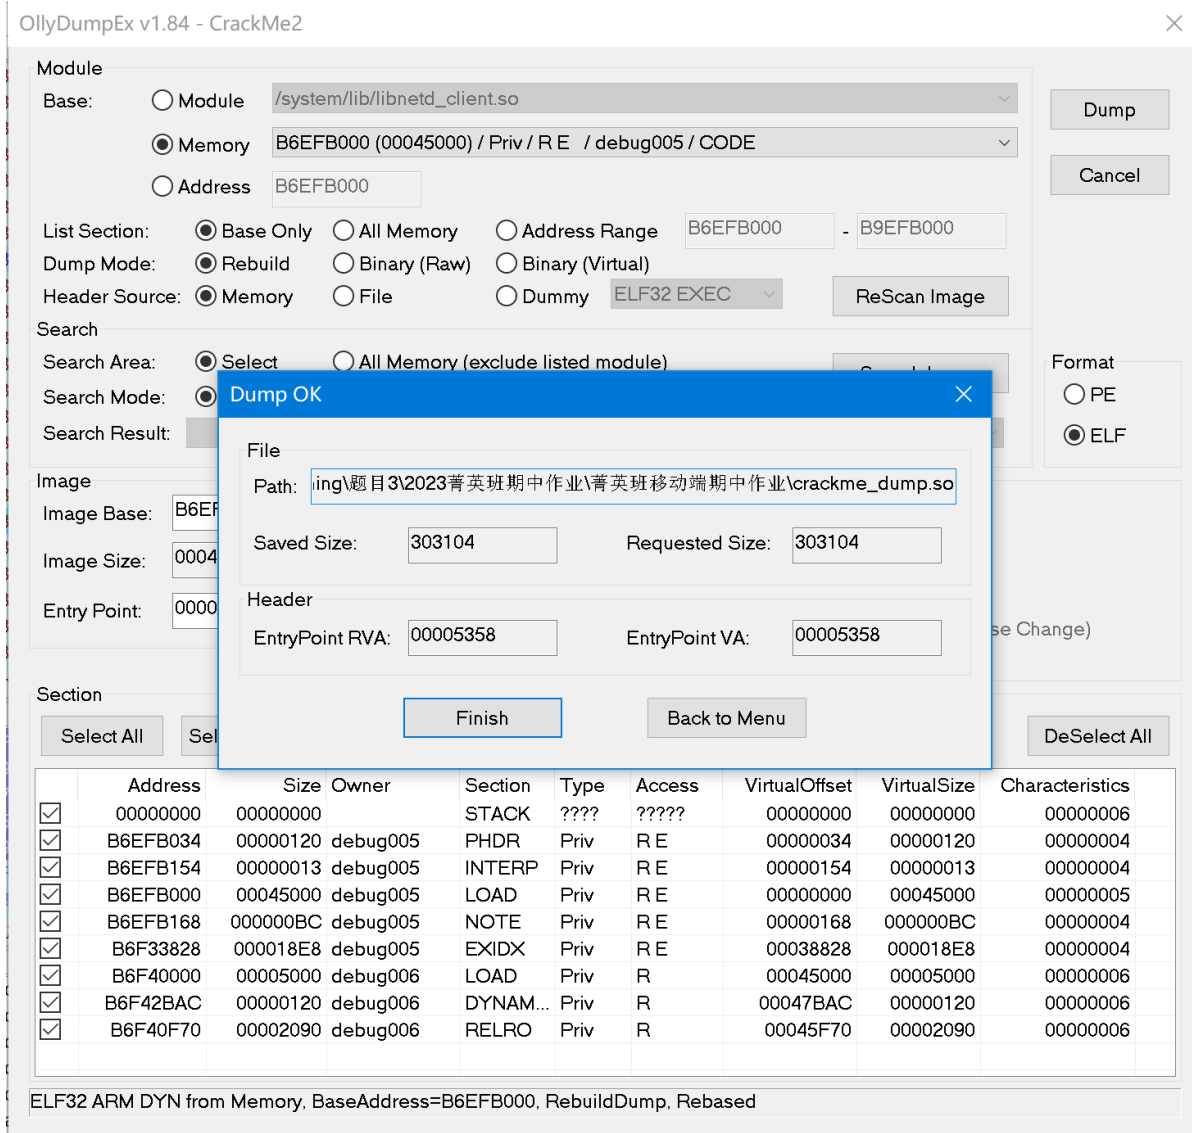 OllyDumpEx v1.84 - CrackMe2
Module
Base: Module /system/lib/libnetd_client.so
Dump
Memory B6EFB000 (00045000) / Priv / R E / debug005 / CODE
Address B6EFB000
Cancel
List Section: Base Only All Memory Address Range B6EFB000 - B9EFB000
Dump Mode: Rebuild Binary (Raw) Binary (Virtual)
Header Source: Memory File Dummy ELF32 EXEC ReScan Image
Search
Search Area: Select All Memory (exclude listed module)
Search Mode:
Search Result:
Format
PE
ELF
Dump OK
File
Path: ing\题目3\2023菁英班期中作业\菁英班移动端期中作业\crackme_dump.so
Saved Size: 303104 Requested Size: 303104
Header
EntryPoint RVA: 00005358 EntryPoint VA: 00005358
Finish Back to Menu
Image
Image Base: B6EF
Image Size: 0004
Entry Point: 0000
se Change)
Section
Select All Sel DeSelect All
Address Size Owner Section Type Access VirtualOffset VirtualSize Characteristics
00000000 00000000 STACK ???? ????? 00000000 00000000 00000006
B6EFB034 00000120 debug005 PHDR Priv R E 00000034 00000120 00000004
B6EFB154 00000013 debug005 INTERP Priv R E 00000154 00000013 00000004
B6EFB000 00045000 debug005 LOAD Priv R E 00000000 00045000 00000005
B6EFB168 000000BC debug005 NOTE Priv R E 00000168 000000BC 00000004
B6F33828 000018E8 debug005 EXIDX Priv R E 00038828 000018E8 00000004
B6F40000 00005000 debug006 LOAD Priv R 00045000 00005000 00000006
B6F42BAC 00000120 debug006 DYNAM... Priv R 00047BAC 00000120 00000006
B6F40F70 00002090 debug006 RELRO Priv R 00045F70 00002090 00000006
ELF32 ARM DYN from Memory, BaseAddress=B6EFB000, RebuildDump, Rebased